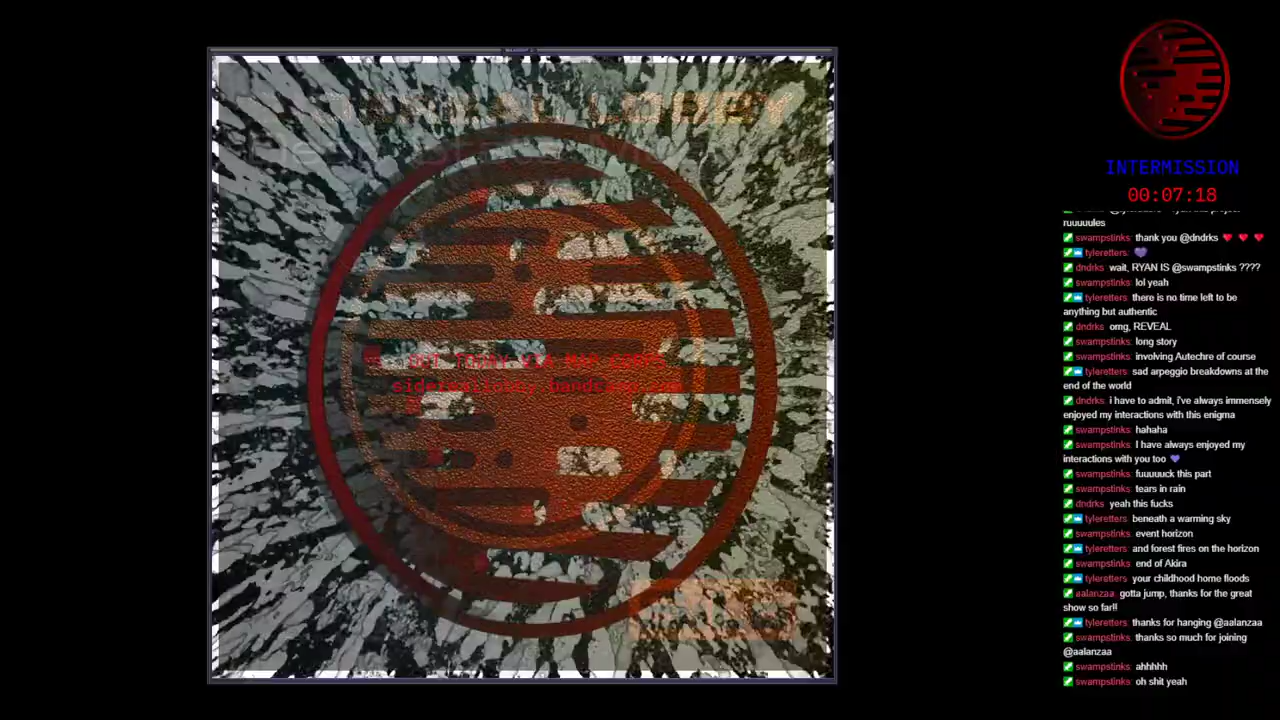 LOBBY
OUT TODAY VIA
INTERMISSION
00:07:18
ruuuuules
swampstinks: thank you @dndrks
tyleretters:
dndrks: wait, RYAN IS @swampstinks ????
swampstinks: lol yeah
tyleretters: there is no time left to be
anything but authentic
dndrks: omg, REVEAL
swampstinks: long story
swampstinks: involving Autechre of course
tyleretters: sad arpeggio breakdowns at the
end of the world
dndrks: i have to admit, i've always immensely
enjoyed my interactions with this enigma
swampstinks: hahaha
swampstinks: I have always enjoyed my
interactions with you too
swampstinks: fuuuuuck this part
swampstinks: tears in rain
dndrks: yeah this fucks
tyleretters: beneath a warming sky
swampstinks: event horizon
tyleretters: and forest fires on the horizon
swampstinks: end of Akira
tyleretters: your childhood home floods
aalanzaa: gotta jump, thanks for the great
show so far!!
tyleretters: thanks for hanging @aalanzaa
swampstinks: thanks so much for joining
@aalanzaa
swampstinks: ahhhhh
swampstinks: oh shit yeah